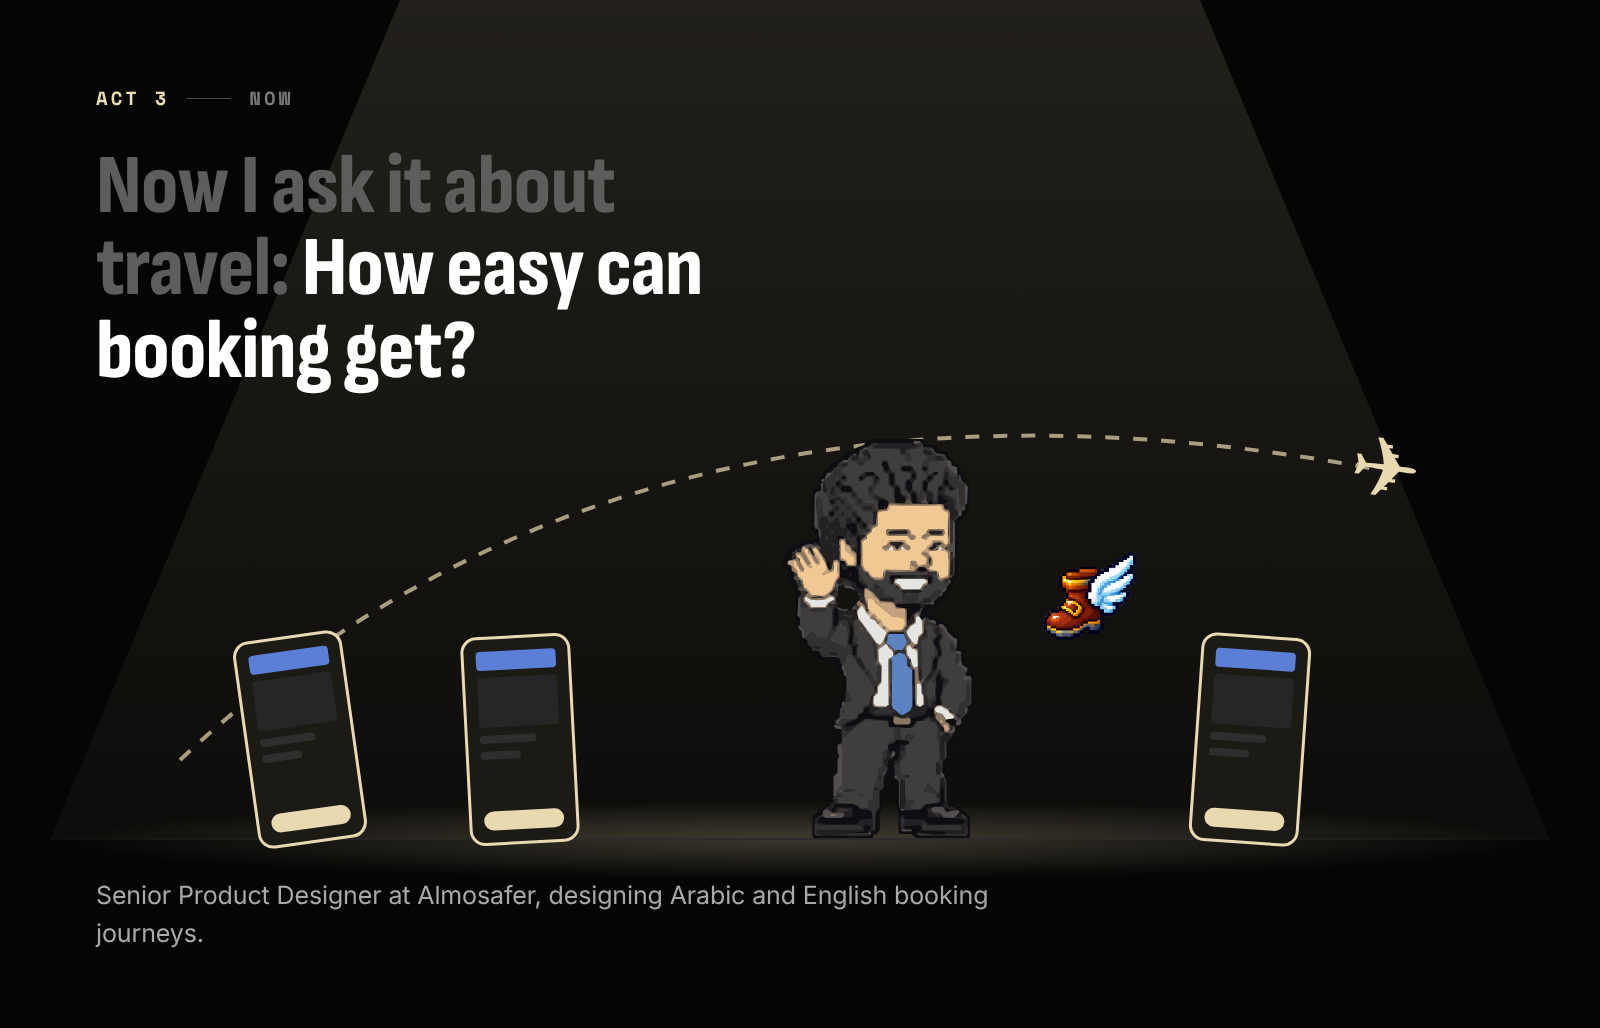 ACT 3 NOW
Now I ask it about
travel: How easy can
booking get?
Senior Product Designer at Almosafer, designing Arabic and English booking
journeys.